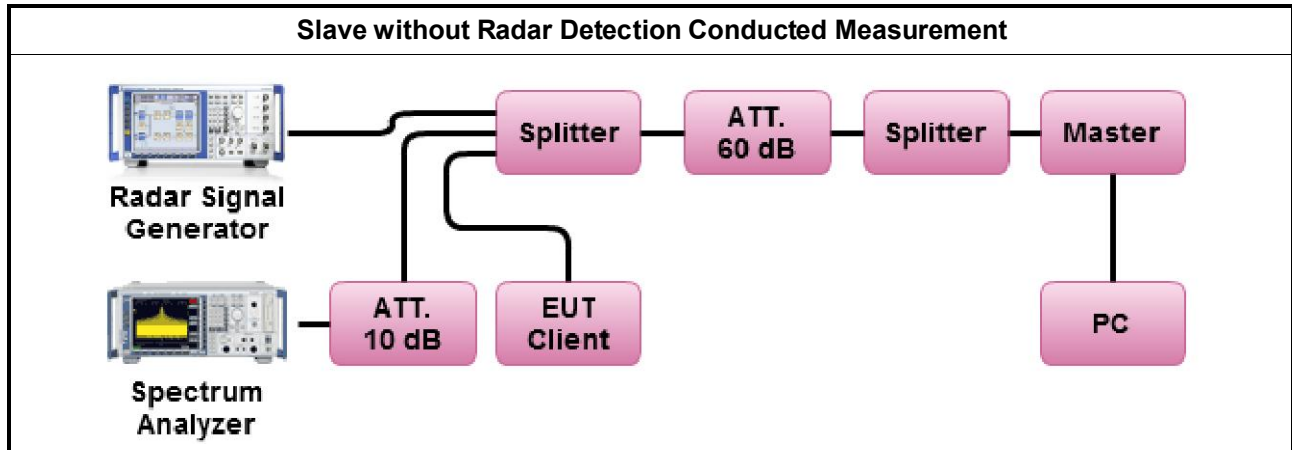 Slave without Radar Detection Conducted Measurement
Radar Signal
Generator
Splitter
ATT.
60 dB
Splitter
Master
Spectrum
Analyzer
ATT.
10 dB
EUT
Client
PC